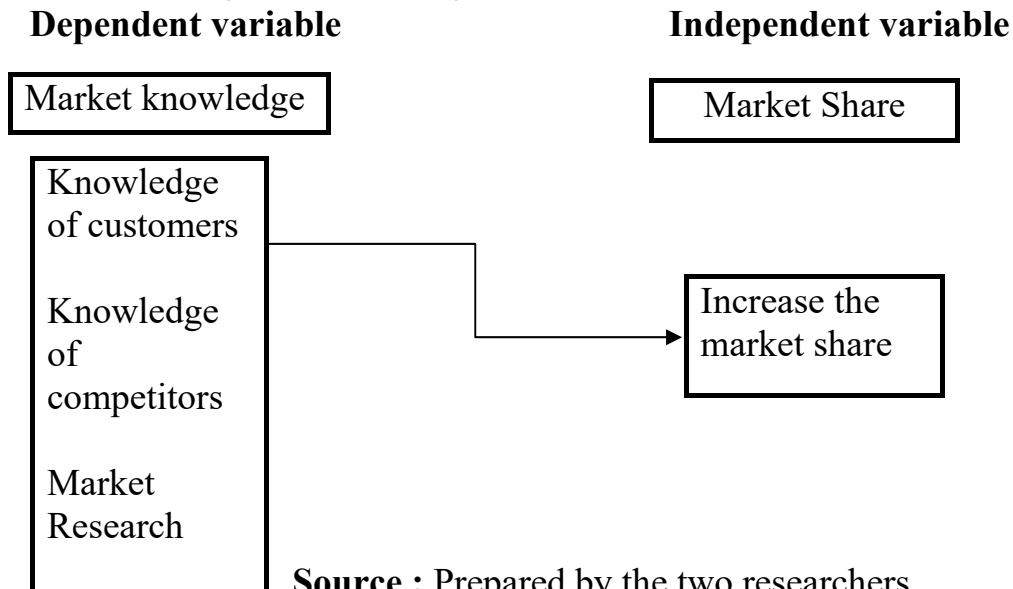 Dependent variable
Independent variable
Market knowledge
Market Share
Knowledge
of customers
Knowledge
of
competitors
Market
Research
Increase the
market share
Source : Prepared by the two researchers